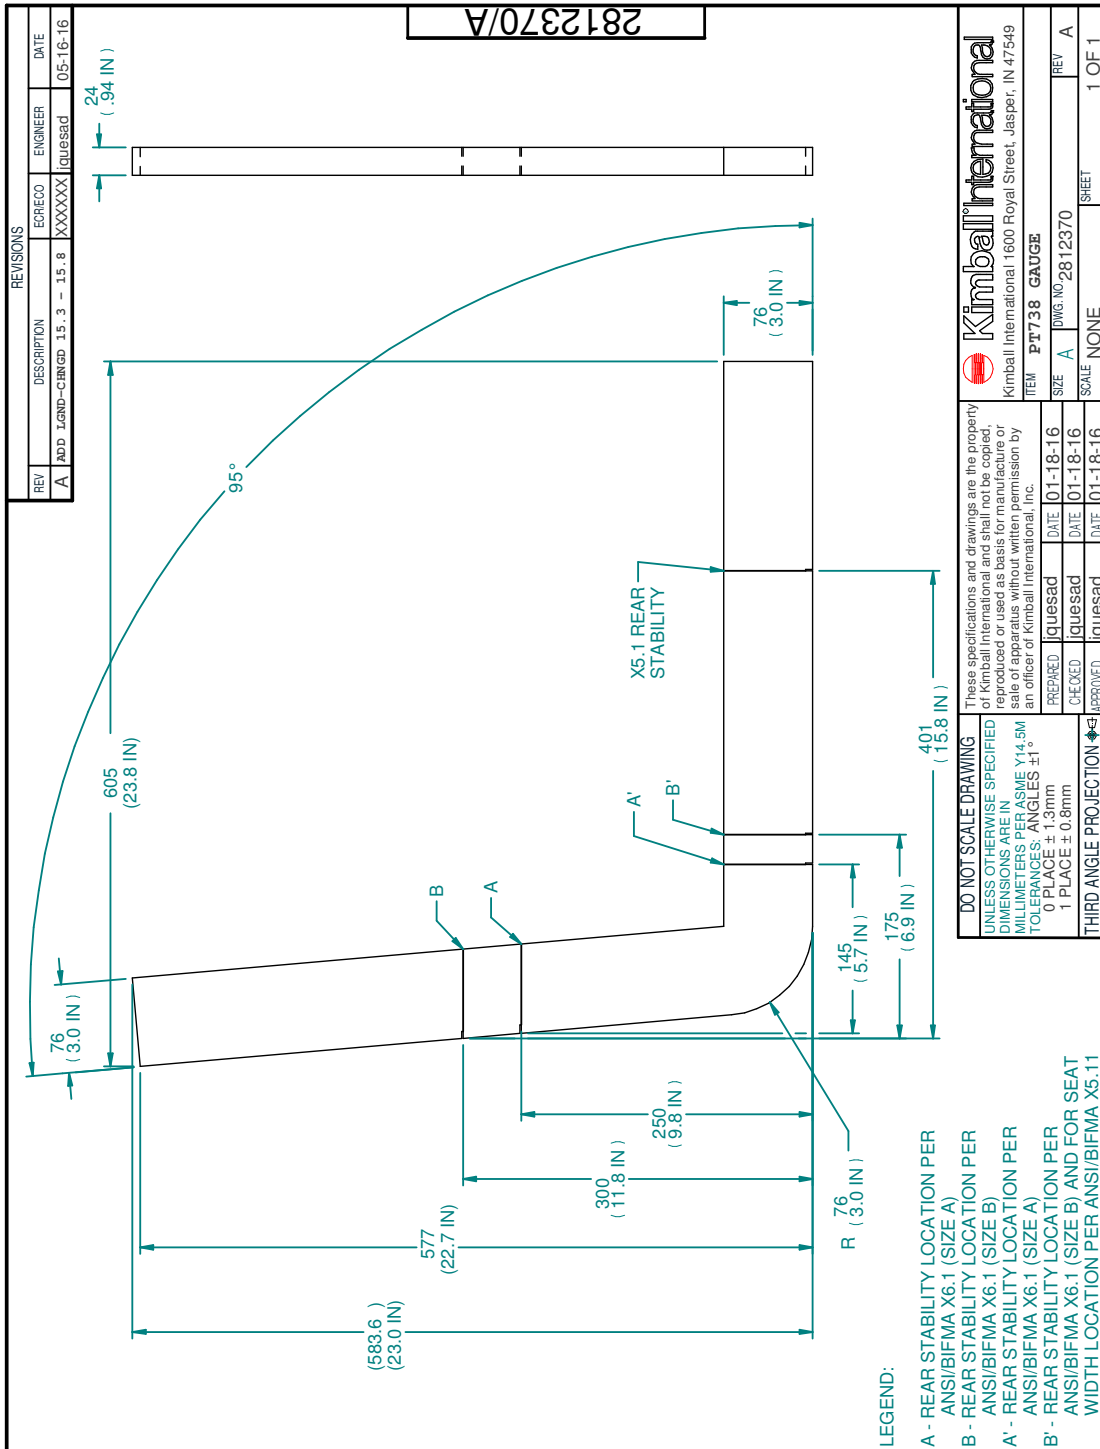 2812370/A
REVISIONS
REV DESCRIPTION ECR/ECO ENGINEER DATE
A ADD LGND-CHNGD 15.3 - 15.8 XXXXXX jquesad 05-16-16
24
( .94 IN )
95°
605
(23.8 IN)
76
( 3.0 IN )
76
( 3.0 IN )
B
A
A'
B'
X5.1 REAR
STABILITY
577
(22.7 IN)
(583.6 )
(23.0 IN)
300
( 11.8 IN )
250
( 9.8 IN )
R 76
( 3.0 IN )
145
( 5.7 IN )
175
( 6.9 IN )
401
( 15.8 IN )
LEGEND:
A - REAR STABILITY LOCATION PER
ANSI/BIFMA X6.1 (SIZE A)
B - REAR STABILITY LOCATION PER
ANSI/BIFMA X6.1 (SIZE B)
A' - REAR STABILITY LOCATION PER
ANSI/BIFMA X6.1 (SIZE A)
B' - REAR STABILITY LOCATION PER
ANSI/BIFMA X6.1 (SIZE B) AND FOR SEAT
WIDTH LOCATION PER ANSI/BIFMA X5.11
DO NOT SCALE DRAWING
UNLESS OTHERWISE SPECIFIED
DIMENSIONS ARE IN
MILLIMETERS PER ASME Y14.5M
TOLERANCES: ANGLES ±1°
0 PLACE ± 1.3mm
1 PLACE ± 0.8mm
THIRD ANGLE PROJECTION
These specifications and drawings are the property
of Kimball International and shall not be copied,
reproduced or used as basis for manufacture or
sale of apparatus without written permission by
an officer of Kimball International, Inc.
PREPARED jquesad DATE 01-18-16
CHECKED jquesad DATE 01-18-16
APPROVED jquesad DATE 01-18-16
Kimball International
Kimball International 1600 Royal Street, Jasper, IN 47549
ITEM PT738 GAUGE
SIZE A DWG. NO. 2812370 REV A
SCALE NONE SHEET 1 OF 1